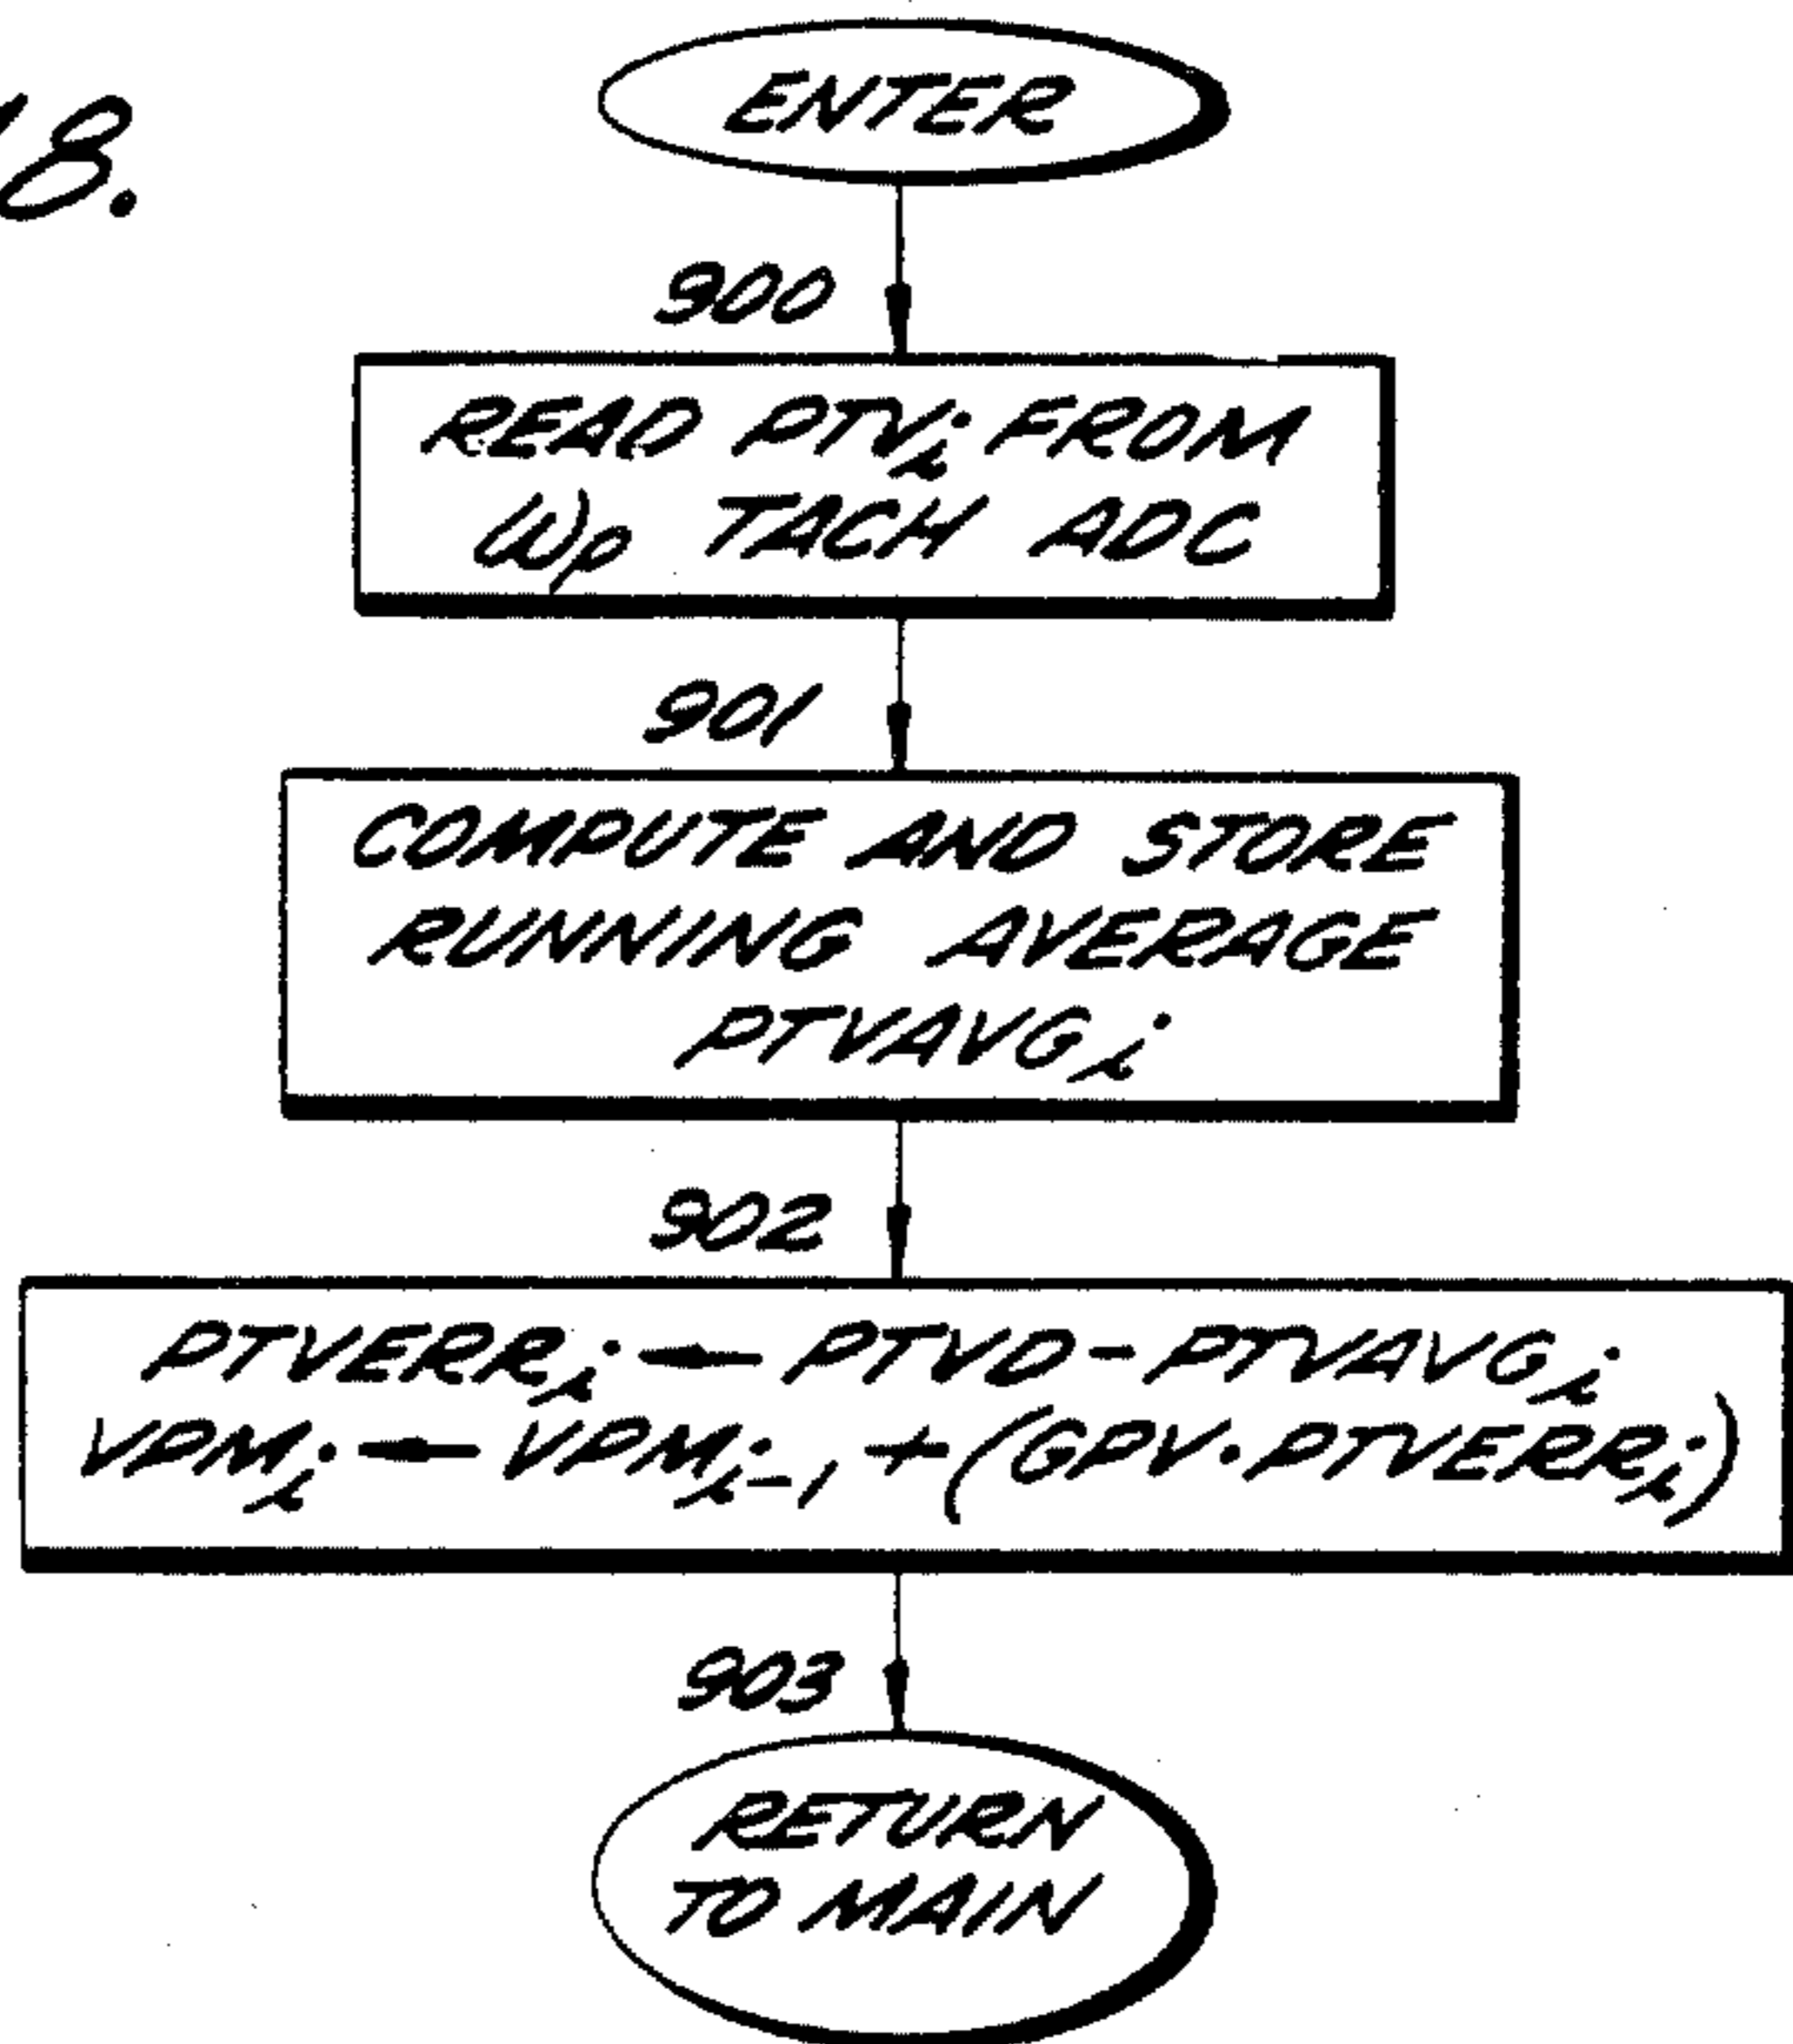 18.
ENTER
900
READ PTVᵢ FROM
ωp TACH ADC
901
COMPUTE AND STORE
RUNNING AVERAGE
PTVAVGᵢ
902
PTVERRᵢ ← PTVD - PTVAVGᵢ
VPMᵢ ← VPMᵢ₋₁ + (GPV·PTVERRᵢ)
903
RETURN
TO MAIN